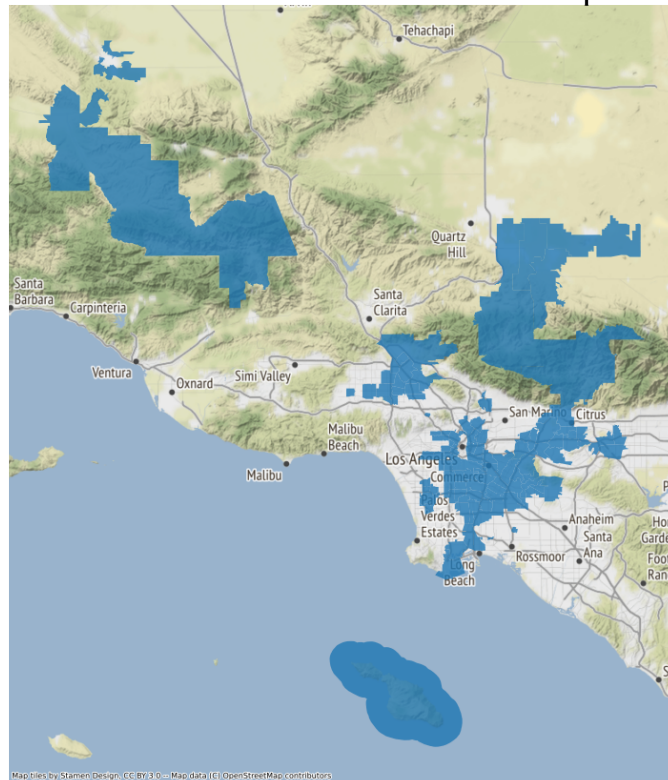 Tehachapi
Quartz
Hill
Santa
Barbara
Carpinteria
Santa
Clarita
Ventura
Oxnard
Simi Valley
San Marino
Citrus
Malibu
Beach
Los Angeles
Malibu
Commerce
Palos
Verdes
Estates
Anaheim
Santa
Ana
Rossmoor
Long
Beach
Map tiles by Stamen Design, CC BY 3.0 -- Map data (C) OpenStreetMap contributors